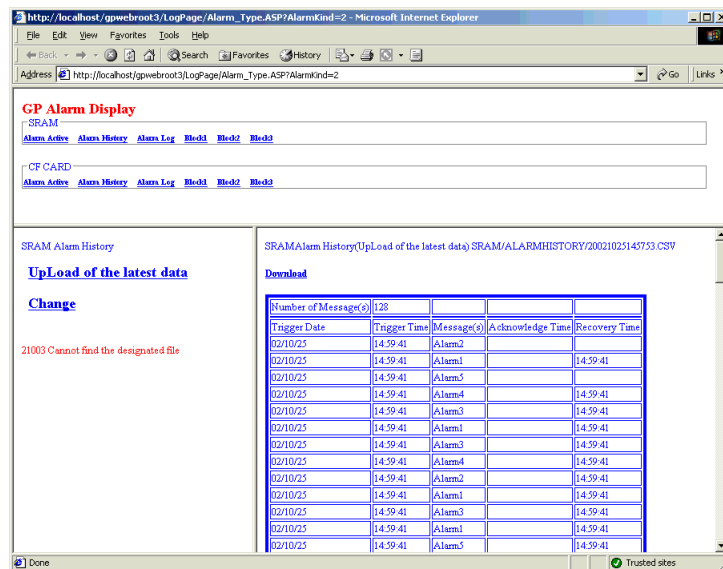 http://localhost/gpwebroot3/LogPage/Alarm_Type.ASP?AlarmKind=2 - Microsoft Internet Explorer
File Edit View Favorites Tools Help
Back Search Favorites History
Address http://localhost/gpwebroot3/LogPage/Alarm_Type.ASP?AlarmKind=2 Go Links »
GP Alarm Display
SRAM
Alarm Active Alarm History Alarm Log Block1 Block2 Block3
CF CARD
Alarm Active Alarm History Alarm Log Block1 Block2 Block3
SRAM Alarm History
UpLoad of the latest data
Change
21003 Cannot find the designated file
SRAMAlarm History(UpLoad of the latest data) SRAM/ALARMHISTORY/20021025145753.CSV
Download
Number of Message(s) 128
Trigger Date Trigger Time Message(s) Acknowledge Time Recovery Time
02/10/25 14:59:41 Alarm2
02/10/25 14:59:41 Alarm1 14:59:41
02/10/25 14:59:41 Alarm5
02/10/25 14:59:41 Alarm4 14:59:41
02/10/25 14:59:41 Alarm3 14:59:41
02/10/25 14:59:41 Alarm1 14:59:41
02/10/25 14:59:41 Alarm3 14:59:41
02/10/25 14:59:41 Alarm4 14:59:41
02/10/25 14:59:41 Alarm2 14:59:41
02/10/25 14:59:41 Alarm1 14:59:41
02/10/25 14:59:41 Alarm3 14:59:41
02/10/25 14:59:41 Alarm1 14:59:41
02/10/25 14:59:41 Alarm5 14:59:41
Done Trusted sites